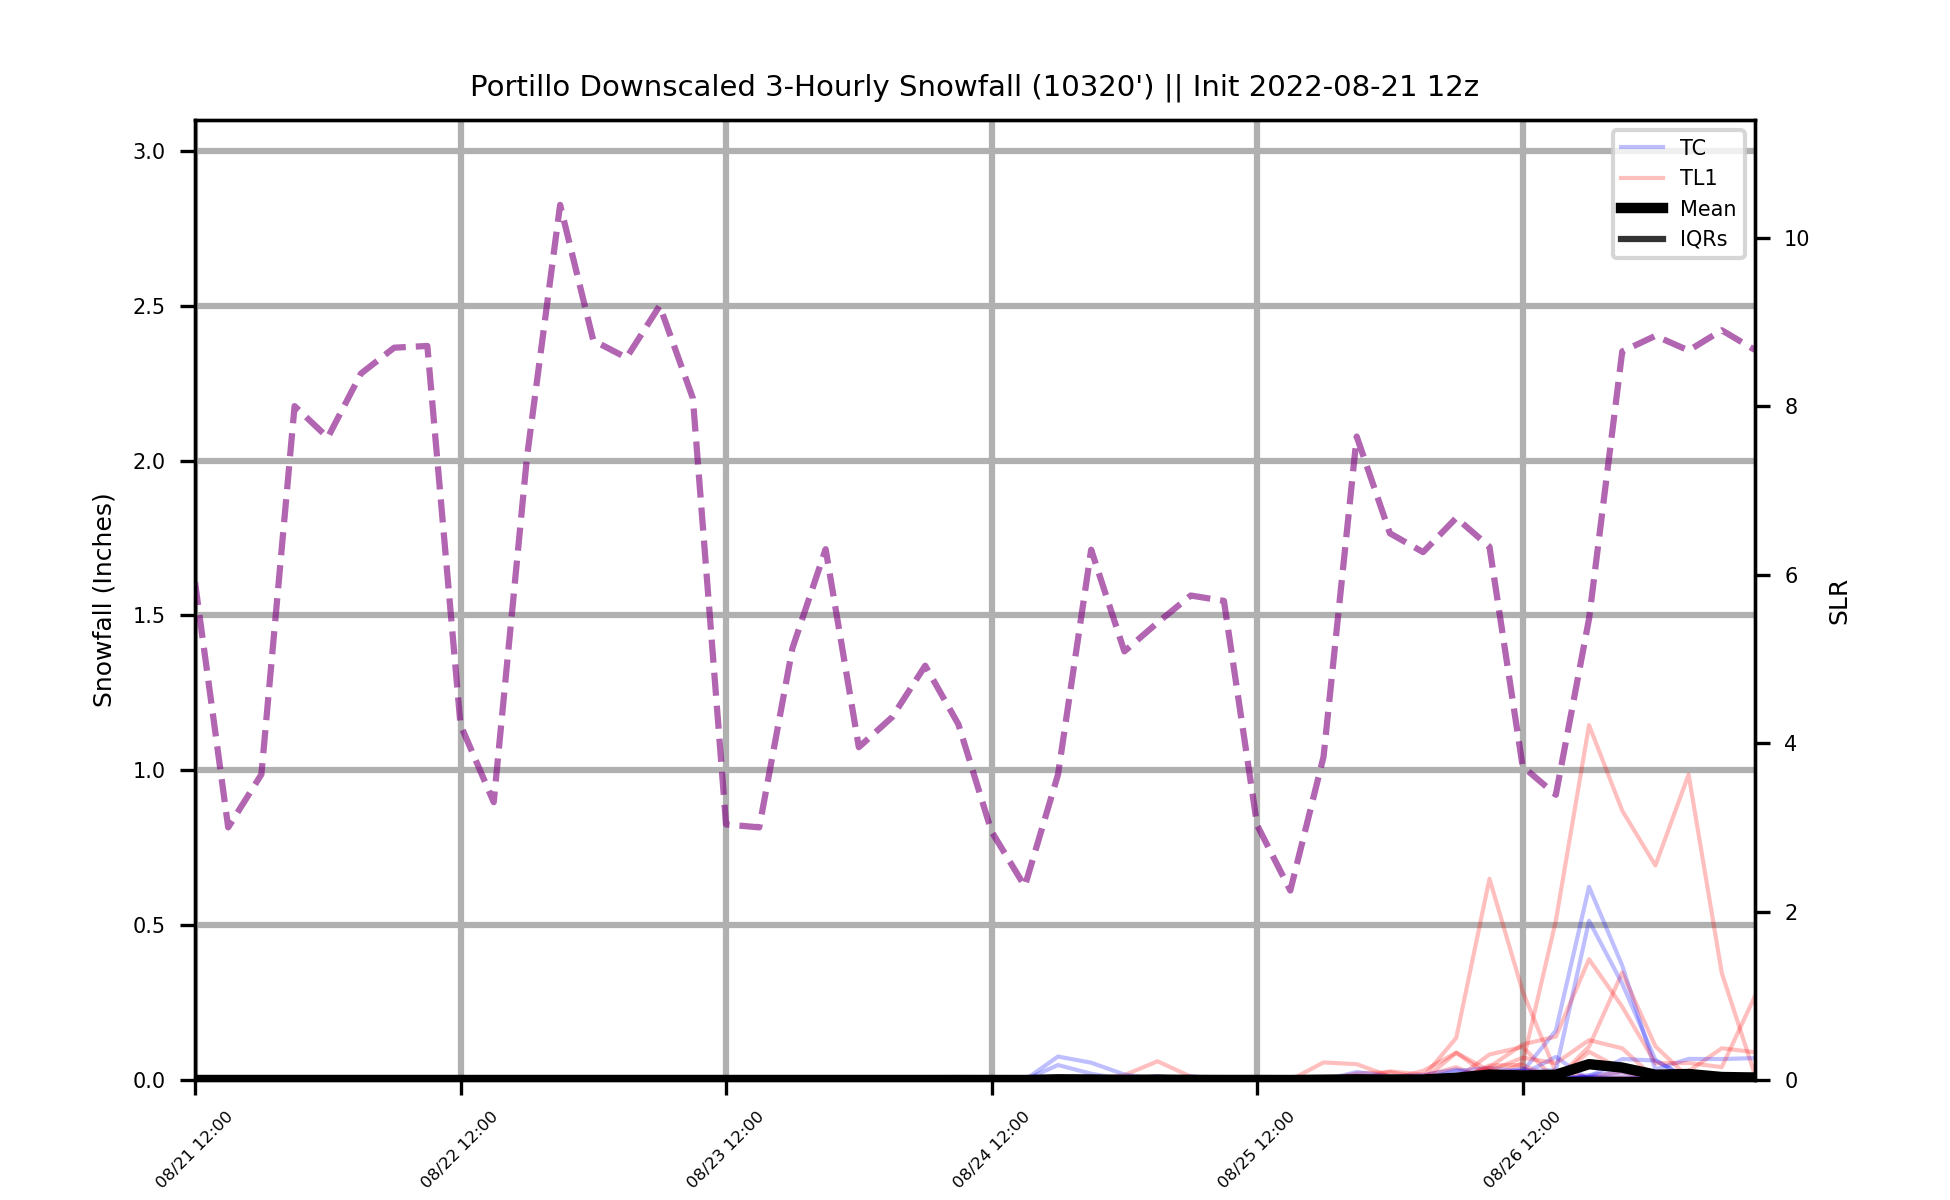 Portillo Downscaled 3-Hourly Snowfall (10320') || Init 2022-08-21 12z
TC
TL1
Mean
IQRs
Snowfall (Inches)
3.0
2.5
2.0
1.5
1.0
0.5
0.0
10
8
6
4
2
0
SLR
08/21 12:00
08/22 12:00
08/23 12:00
08/24 12:00
08/25 12:00
08/26 12:00